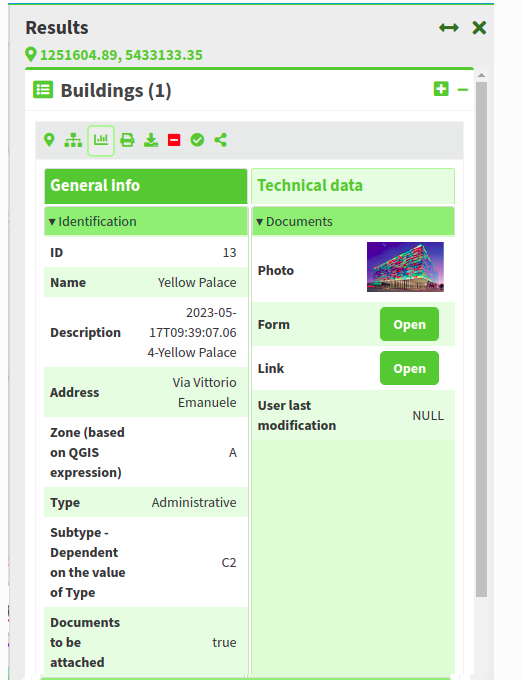 Results
1251604.89, 5433133.35
Buildings (1)
General info
Technical data
▾ Identification
▾ Documents
ID
13
Name
Yellow Palace
Description
2023-05-
17T09:39:07.06
4-Yellow Palace
Address
Via Vittorio
Emanuele
Zone (based
on QGIS
expression)
A
Type
Administrative
Subtype -
Dependent
on the value
of Type
C2
Documents
to be
attached
true
Photo
Form
Open
Link
Open
User last
modification
NULL